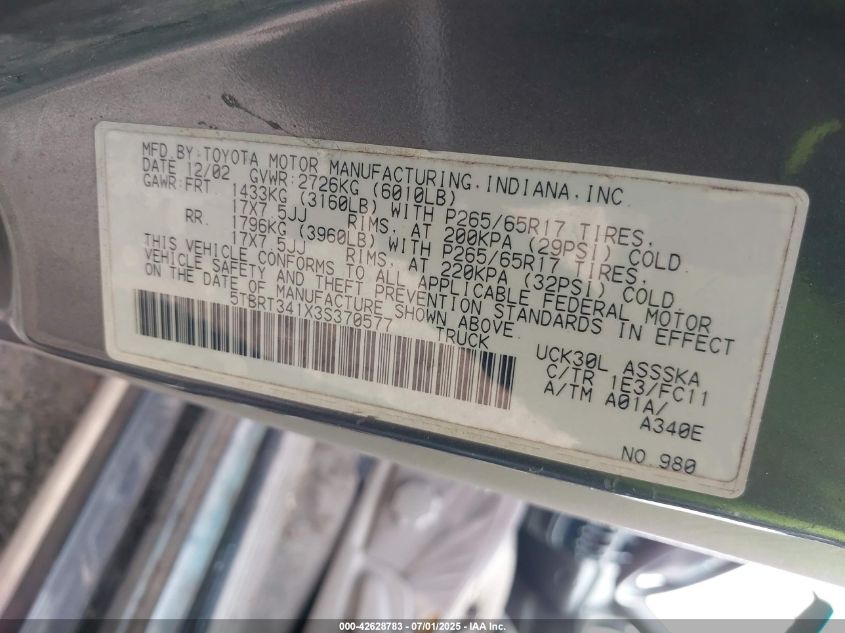 MFD.BY:TOYOTA MOTOR MANUFACTURING,INDIANA,INC.
DATE 12/02 GVWR:2726KG (6010LB)
GAWR:FRT 1433KG (3160LB) WITH P265/65R17 TIRES,
17X7.5JJ RIMS, AT 200KPA (29PSI) COLD.
RR. 1796KG (3960LB) WITH P265/65R17 TIRES,
17X7.5JJ RIMS, AT 220KPA (32PSI) COLD.
THIS VEHICLE CONFORMS TO ALL APPLICABLE FEDERAL MOTOR
VEHICLE SAFETY AND THEFT PREVENTION STANDARDS IN EFFECT
ON THE DATE OF MANUFACTURE SHOWN ABOVE.
5TBRT341X3S370577 TRUCK
UCK30L ASSSKA
C/TR 1E3/FC11
A/TM A01A/
A340E
NO.980
000-42628783 / 07/01/2025 - IAA Inc.